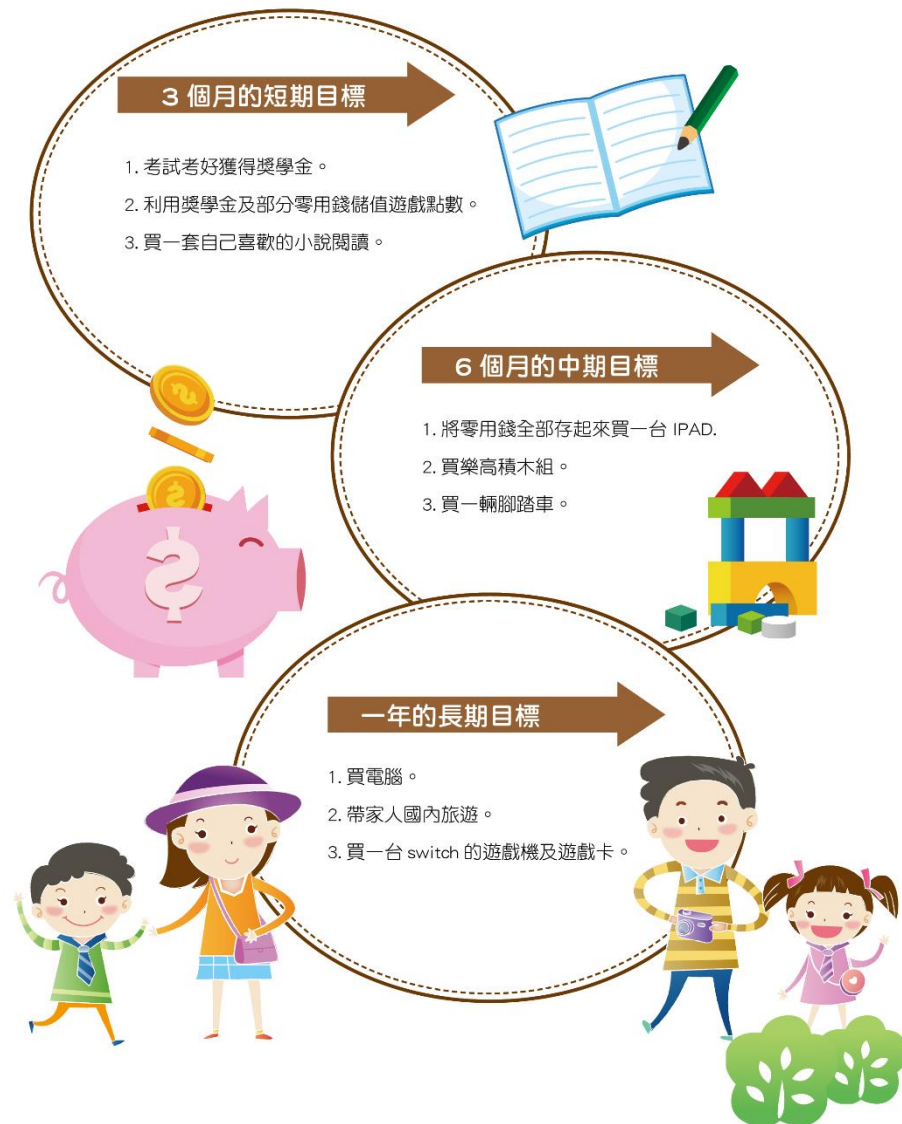 3 個月的短期目標
1. 考試考好獲得獎學金。
2. 利用獎學金及部分零用錢儲值遊戲點數。
3. 買一套自己喜歡的小說閱讀。
6 個月的中期目標
1. 將零用錢全部存起來買一台 IPAD.
2. 買樂高積木組。
3. 買一輛腳踏車。
一年的長期目標
1. 買電腦。
2. 帶家人國內旅遊。
3. 買一台 switch 的遊戲機及遊戲卡。